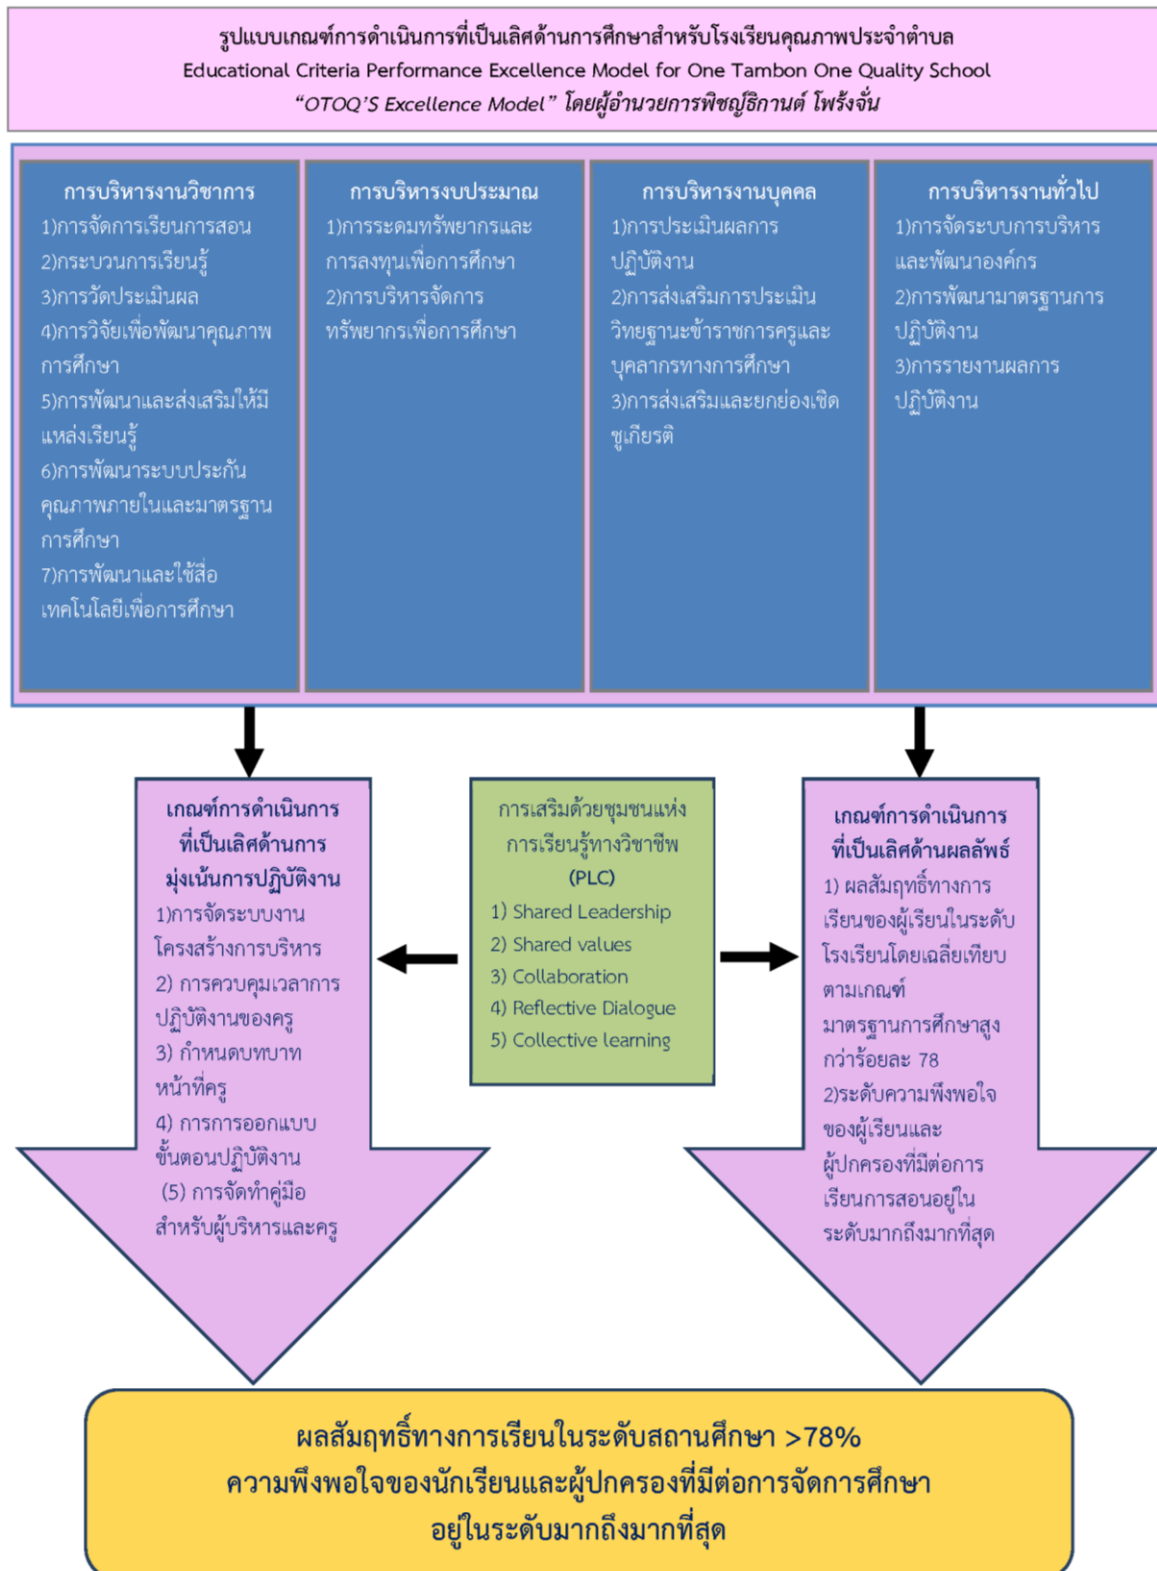 รูปแบบเกณฑ์การดำเนินการที่เป็นเลิศด้านการศึกษาสำหรับโรงเรียนคุณภาพประจำตำบล
Educational Criteria Performance Excellence Model for One Tambon One Quality School
“OTOQ’S Excellence Model” โดยผู้อำนวยการพิชญ์ธิกานต์ โพร้งจั่น
การบริหารงานวิชาการ
1)การจัดการเรียนการสอน
2)กระบวนการเรียนรู้
3)การวัดประเมินผล
4)การวิจัยเพื่อพัฒนาคุณภาพ
การศึกษา
5)การพัฒนาและส่งเสริมให้มี
แหล่งเรียนรู้
6)การพัฒนาระบบประกัน
คุณภาพภายในและมาตรฐาน
การศึกษา
7)การพัฒนาและใช้สื่อ
เทคโนโลยีเพื่อการศึกษา
การบริหารงบประมาณ
1)การระดมทรัพยากรและ
การลงทุนเพื่อการศึกษา
2)การบริหารจัดการ
ทรัพยากรเพื่อการศึกษา
การบริหารงานบุคคล
1)การประเมินผลการ
ปฏิบัติงาน
2)การส่งเสริมการประเมิน
วิทยฐานะข้าราชการครูและ
บุคลากรทางการศึกษา
3)การส่งเสริมและยกย่องเชิด
ชูเกียรติ
การบริหารงานทั่วไป
1)การจัดระบบการบริหาร
และพัฒนาองค์กร
2)การพัฒนามาตรฐานการ
ปฏิบัติงาน
3)การรายงานผลการ
ปฏิบัติงาน
เกณฑ์การดำเนินการ
ที่เป็นเลิศด้านการ
มุ่งเน้นการปฏิบัติงาน
1)การจัดระบบงาน
โครงสร้างการบริหาร
2) การควบคุมเวลาการ
ปฏิบัติงานของครู
3) กำหนดบทบาท
หน้าที่ครู
4) การการออกแบบ
ขั้นตอนปฏิบัติงาน
(5) การจัดทำคู่มือ
สำหรับผู้บริหารและครู
การเสริมด้วยชุมชนแห่ง
การเรียนรู้ทางวิชาชีพ
(PLC)
1) Shared Leadership
2) Shared values
3) Collaboration
4) Reflective Dialogue
5) Collective learning
เกณฑ์การดำเนินการ
ที่เป็นเลิศด้านผลลัพธ์
1) ผลสัมฤทธิ์ทางการ
เรียนของผู้เรียนในระดับ
โรงเรียนโดยเฉลี่ยเทียบ
ตามเกณฑ์
มาตรฐานการศึกษาสูง
กว่าร้อยละ 78
2)ระดับความพึงพอใจ
ของผู้เรียนและ
ผู้ปกครองที่มีต่อการ
เรียนการสอนอยู่ใน
ระดับมากถึงมากที่สุด
ผลสัมฤทธิ์ทางการเรียนในระดับสถานศึกษา >78%
ความพึงพอใจของนักเรียนและผู้ปกครองที่มีต่อการจัดการศึกษา
อยู่ในระดับมากถึงมากที่สุด